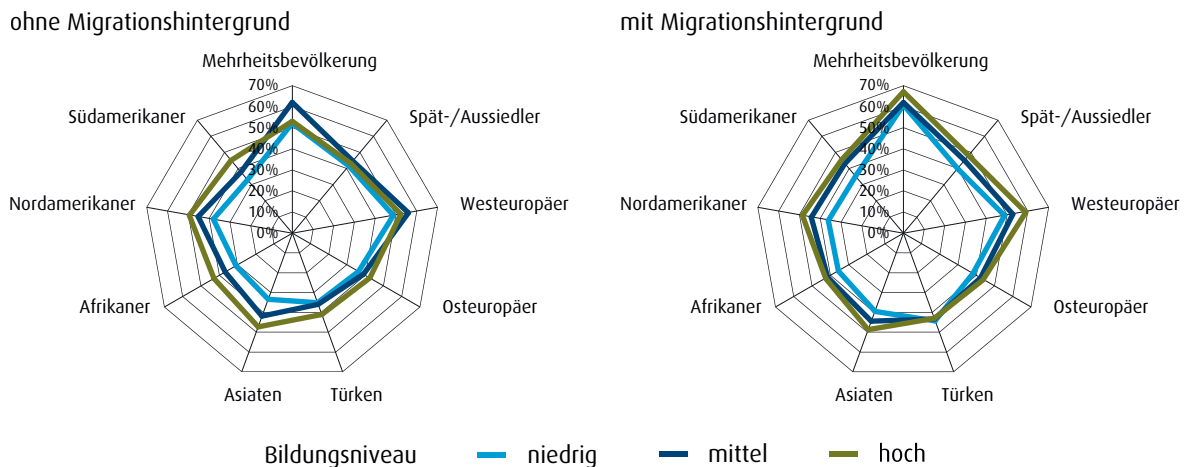 ohne Migrationshintergrund
Mehrheitsbevölkerung
70%
60%
50%
40%
30%
20%
10%
0%
Spät-/Aussiedler
Westeuropäer
Osteuropäer
Türken
Asiaten
Afrikaner
Nordamerikaner
Südamerikaner
mit Migrationshintergrund
Mehrheitsbevölkerung
70%
60%
50%
40%
30%
20%
10%
0%
Spät-/Aussiedler
Westeuropäer
Osteuropäer
Türken
Asiaten
Afrikaner
Nordamerikaner
Südamerikaner
Bildungsniveau niedrig mittel hoch